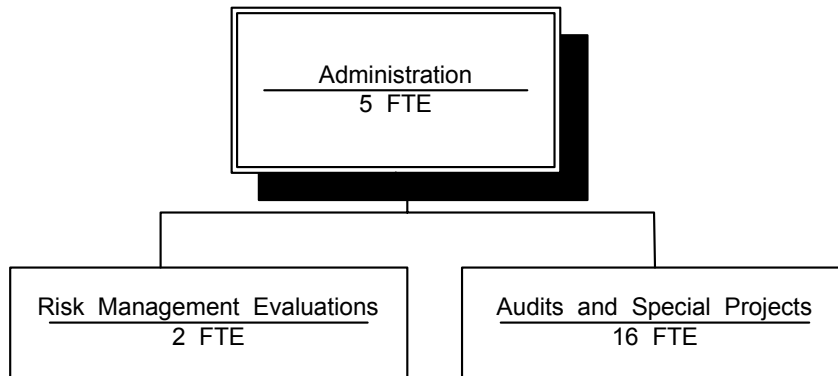 Administration
5 FTE
Risk Management Evaluations
2 FTE
Audits and Special Projects
16 FTE